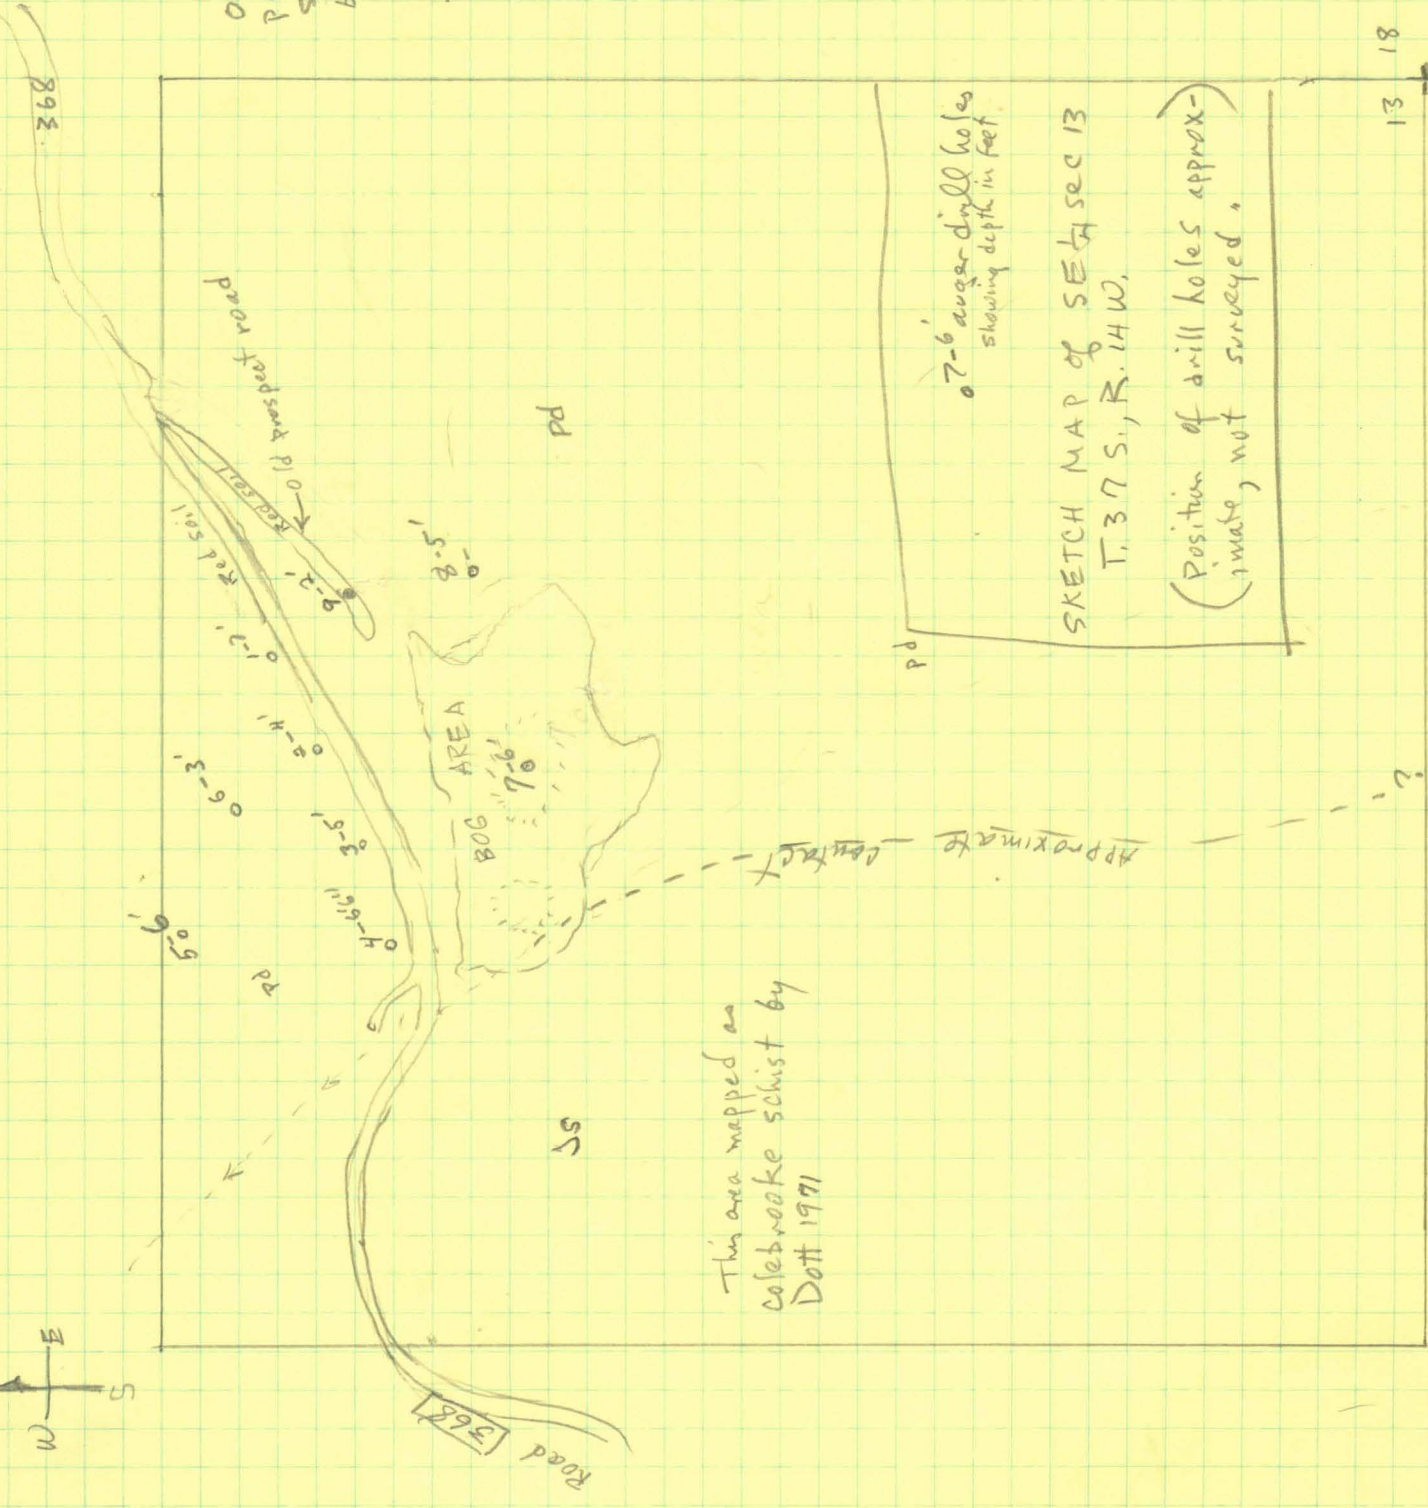 W
E
S
368
Road
368
Red soil
Red soil
old prospect road
1-7'
2-4'
3-5'
4-6'6"
5-6'
6-3'
9-2'
8-5'
7-6'
BOG AREA
pd
pd
pd
Js
Approximate contact
?
This area mapped as
colebrooke schist by
Dott 1971
7-6' auger drill holes
showing depth in feet
SKETCH MAP of SE¼ sec 13
T.37 S., R.14W.
(Position of drill holes approx-
imate, not surveyed.)
13
18